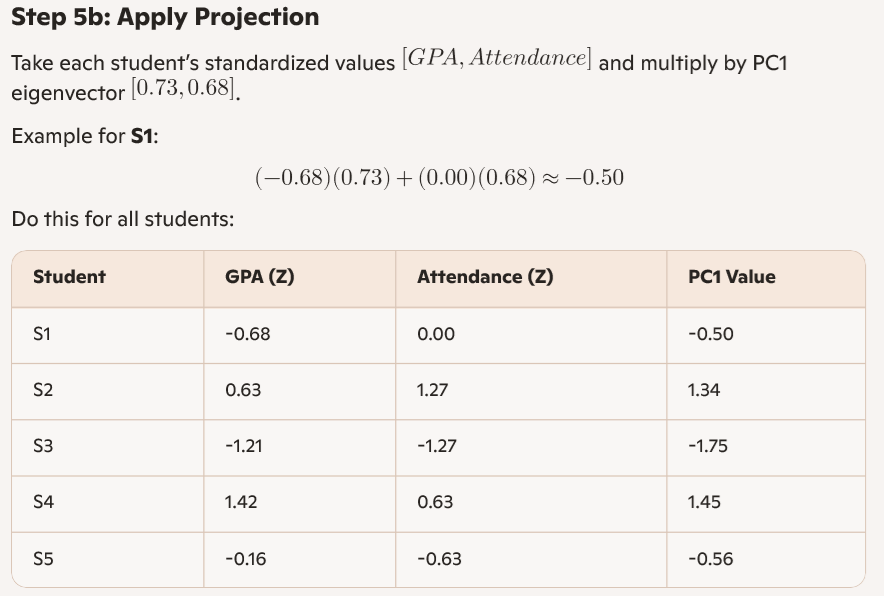 Step 5b: Apply Projection
Take each student's standardized values [GPA, Attendance] and multiply by PC1
eigenvector [0.73, 0.68].
Example for S1:
(−0.68)(0.73) + (0.00)(0.68) ≈ −0.50
Do this for all students:
Student GPA (Z) Attendance (Z) PC1 Value
S1 -0.68 0.00 -0.50
S2 0.63 1.27 1.34
S3 -1.21 -1.27 -1.75
S4 1.42 0.63 1.45
S5 -0.16 -0.63 -0.56